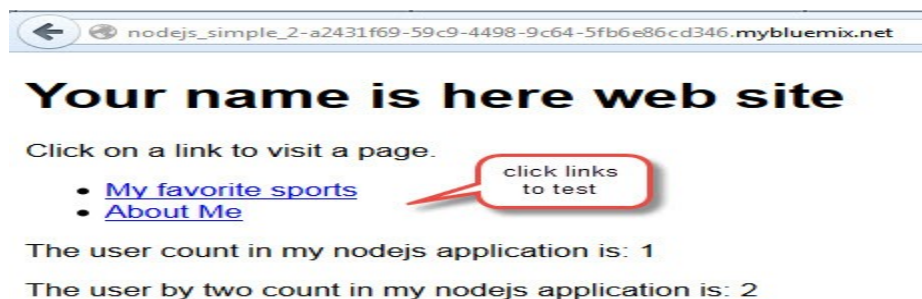 nodejs_simple_2-a2431f69-59c9-4498-9c64-5fb6e86cd346.mybluemix.net
Your name is here web site
Click on a link to visit a page.
My favorite sports
About Me
click links
to test
The user count in my nodejs application is: 1
The user by two count in my nodejs application is: 2